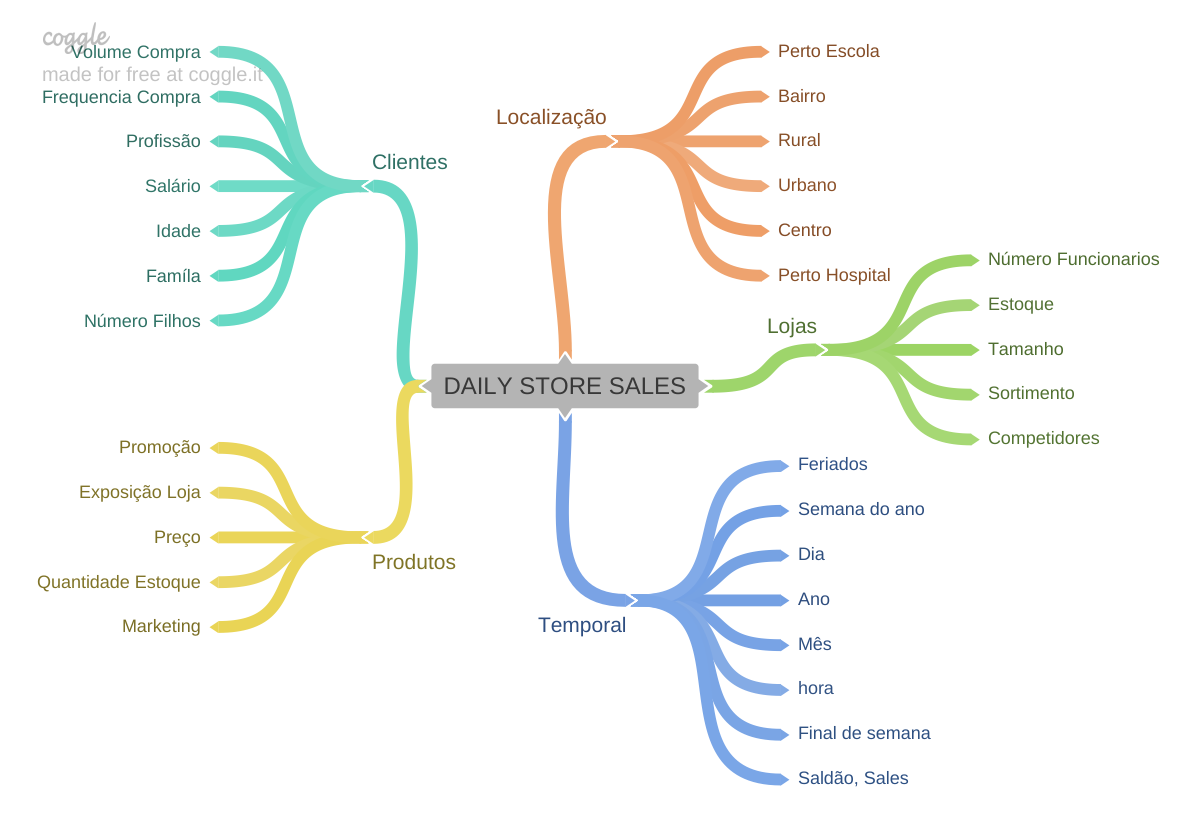 coggle
made for free at coggle.it
Volume Compra
Frequencia Compra
Profissão
Salário
Idade
Famíla
Número Filhos
Clientes
Localização
Perto Escola
Bairro
Rural
Urbano
Centro
Perto Hospital
Lojas
Número Funcionarios
Estoque
Tamanho
Sortimento
Competidores
DAILY STORE SALES
Promoção
Exposição Loja
Preço
Quantidade Estoque
Marketing
Produtos
Temporal
Feriados
Semana do ano
Dia
Ano
Mês
hora
Final de semana
Saldão, Sales